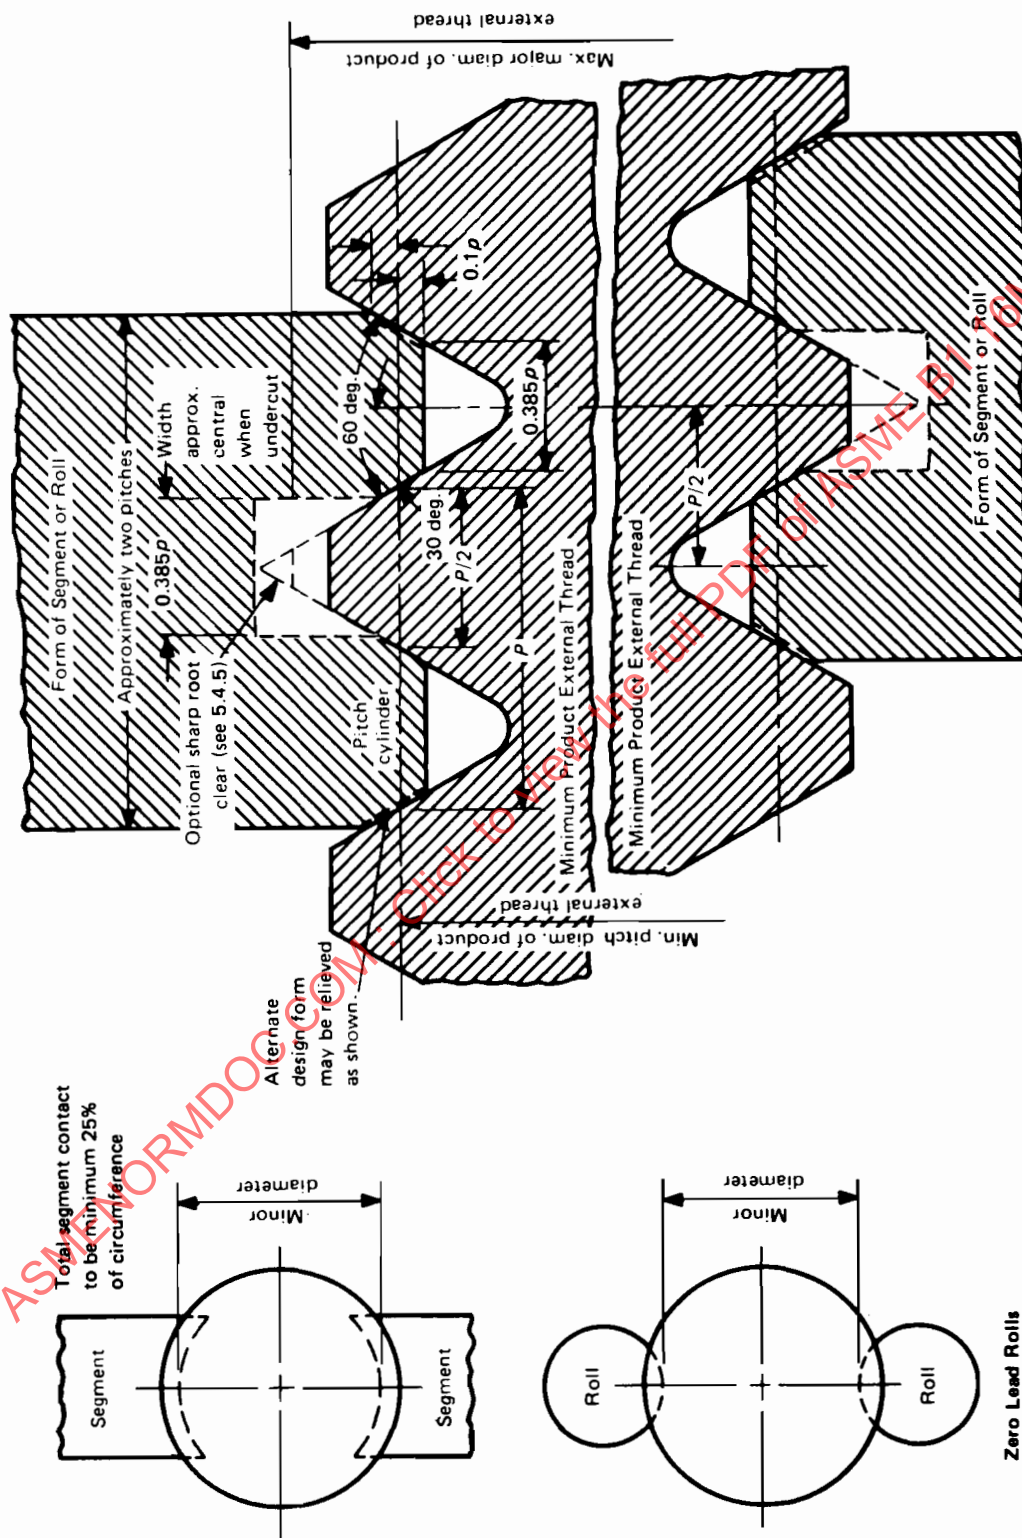 Form of Segment or Roll
Approximately two pitches
0.385p
Width
approx.
central
when
undercut
Optional sharp root
clear (see 5.4.5)
60 deg.
Pitch
cylinder
30 deg.
P/2
P
0.385p
0.1p
Max. major diam. of product
external thread
Min. pitch diam. of product
external thread
Alternate
design form
may be relieved
as shown.
Minimum Product External Thread
Minimum Product External Thread
P/2
Form of Segment or Roll
Total segment contact
to be minimum 25%
of circumference
Segment
Minor
diameter
Segment
Roll
Minor
diameter
Roll
Zero Lead Rolls
ASMENORMDOC.COM : Click to view the full PDF of ASME B1.16M